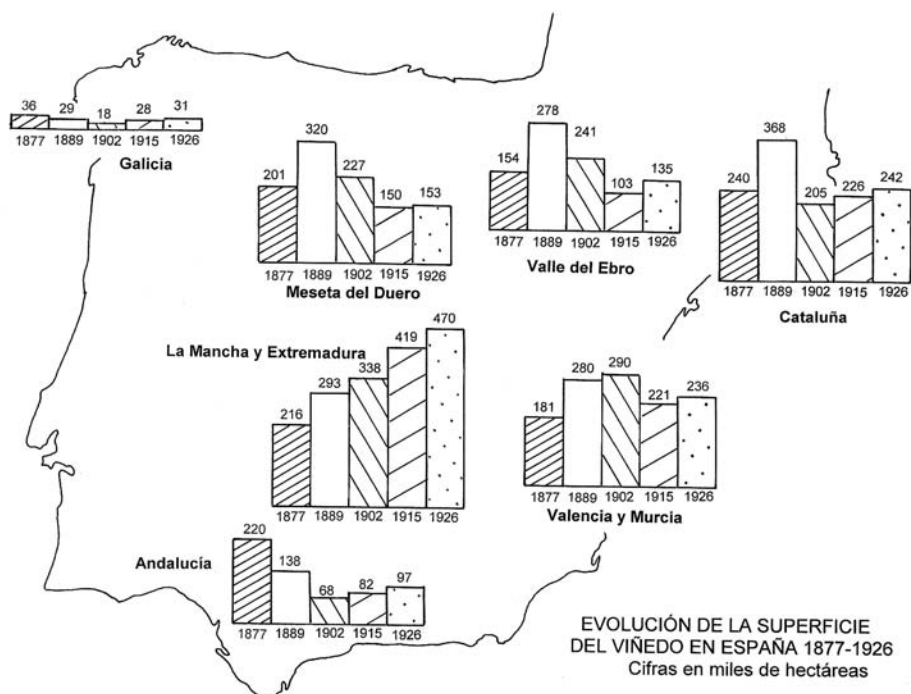 36 29 18 28 31
1877 1889 1902 1915 1926
Galicia
201 320 227 150 153
1877 1889 1902 1915 1926
Meseta del Duero
154 278 241 103 135
1877 1889 1902 1915 1926
Valle del Ebro
240 368 205 226 242
1877 1889 1902 1915 1926
Cataluña
La Mancha y Extremadura
216 293 338 419 470
1877 1889 1902 1915 1926
181 280 290 221 236
1877 1889 1902 1915 1926
Valencia y Murcia
Andalucía
220 138 68 82 97
1877 1889 1902 1915 1926
EVOLUCIÓN DE LA SUPERFICIE
DEL VIÑEDO EN ESPAÑA 1877-1926
Cifras en miles de hectáreas